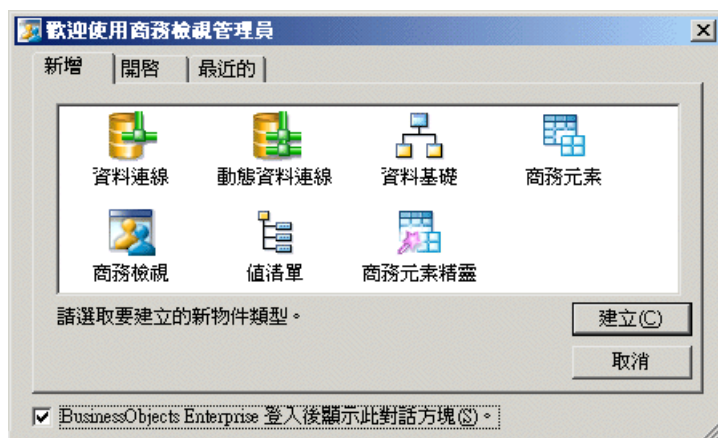 歡迎使用商務檢視管理員
新增 開啓 最近的
資料連線 動態資料連線 資料基礎 商務元素
商務檢視 值清單 商務元素精靈
請選取要建立的新物件類型。
建立(C)
取消
BusinessObjects Enterprise 登入後顯示此對話方塊(S)。